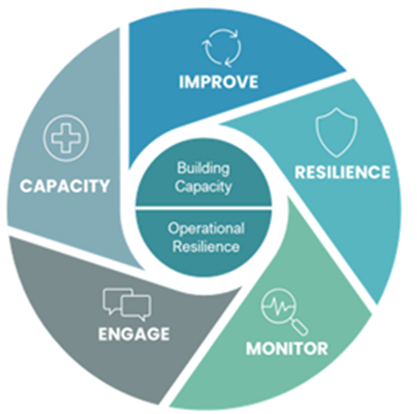 IMPROVE
RESILIENCE
MONITOR
ENGAGE
CAPACITY
Building
Capacity
Operational
Resilience